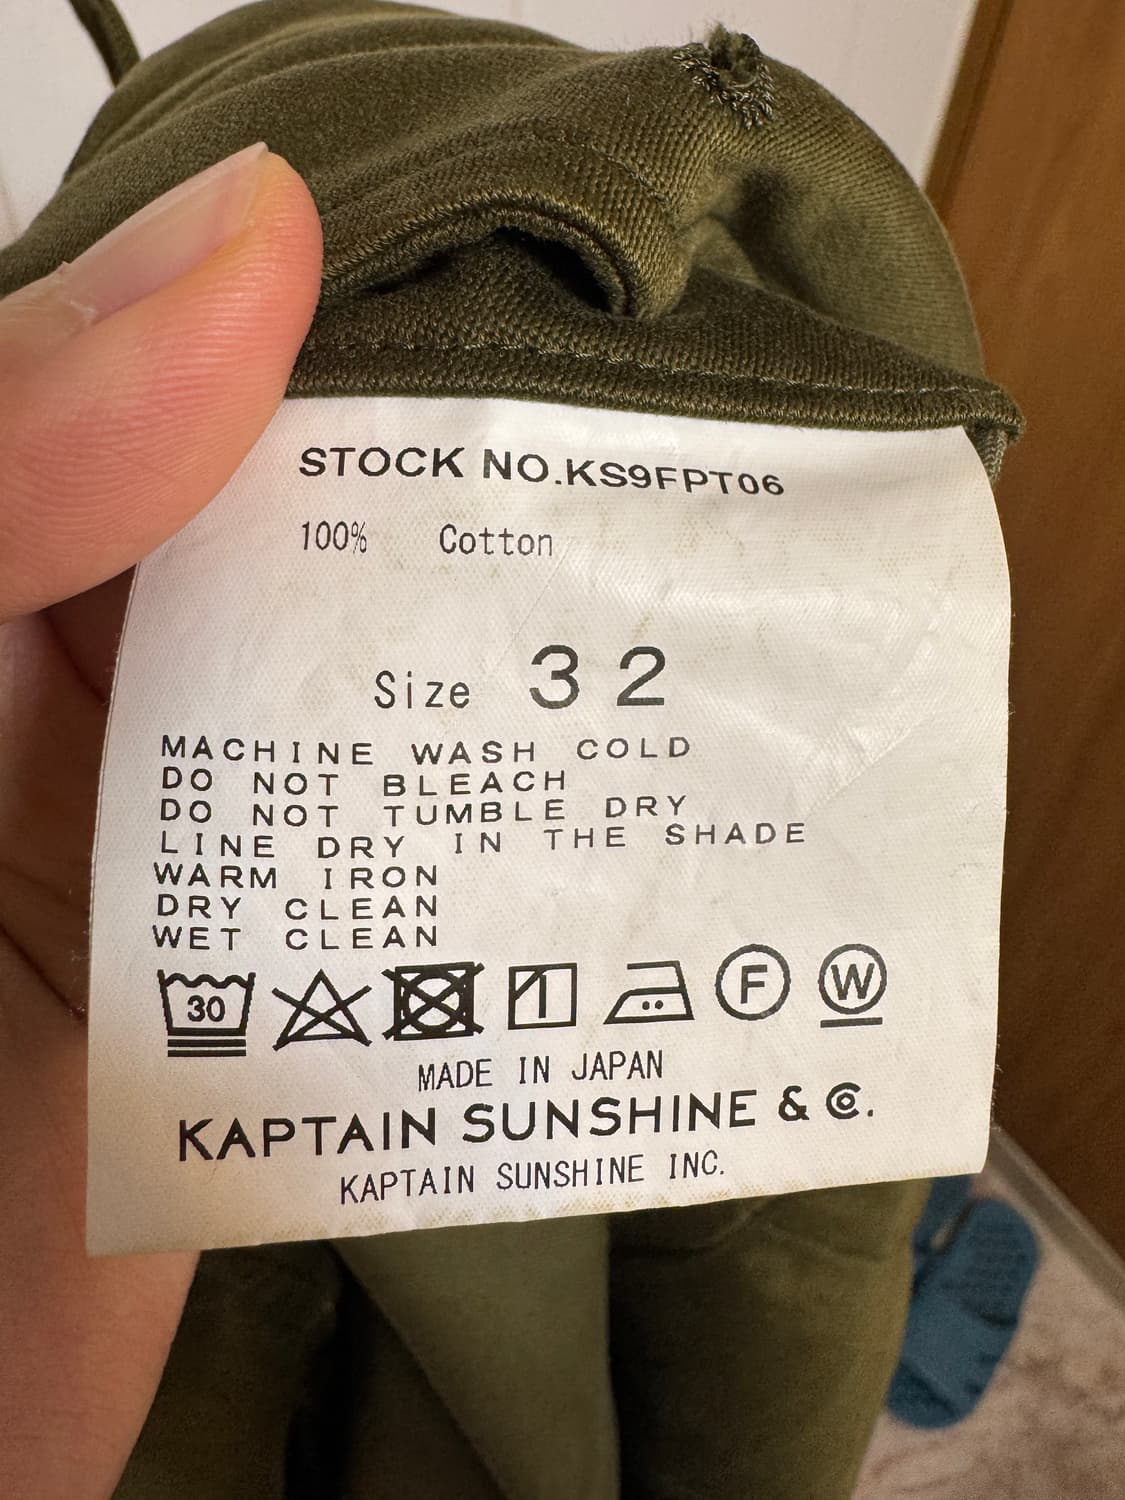 STOCK NO.KS9FPT06
100% Cotton
Size 32
MACHINE WASH COLD
DO NOT BLEACH
DO NOT TUMBLE DRY
LINE DRY IN THE SHADE
WARM IRON
DRY CLEAN
WET CLEAN
30 F W
MADE IN JAPAN
KAPTAIN SUNSHINE & Co.
KAPTAIN SUNSHINE INC.